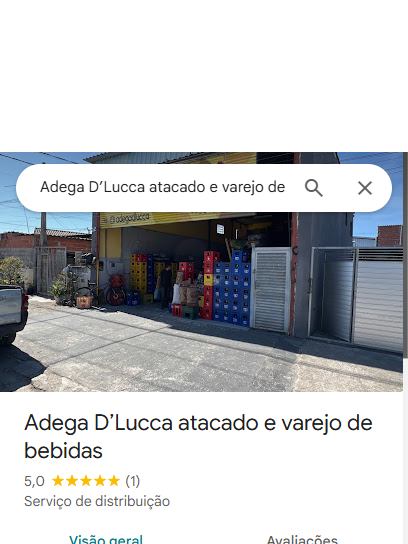 Adega D’Lucca atacado e varejo de
adegadlucca
Adega D’Lucca atacado e varejo de
bebidas
5,0 ★★★★★ (1)
Serviço de distribuição
Visão geral
Avaliações